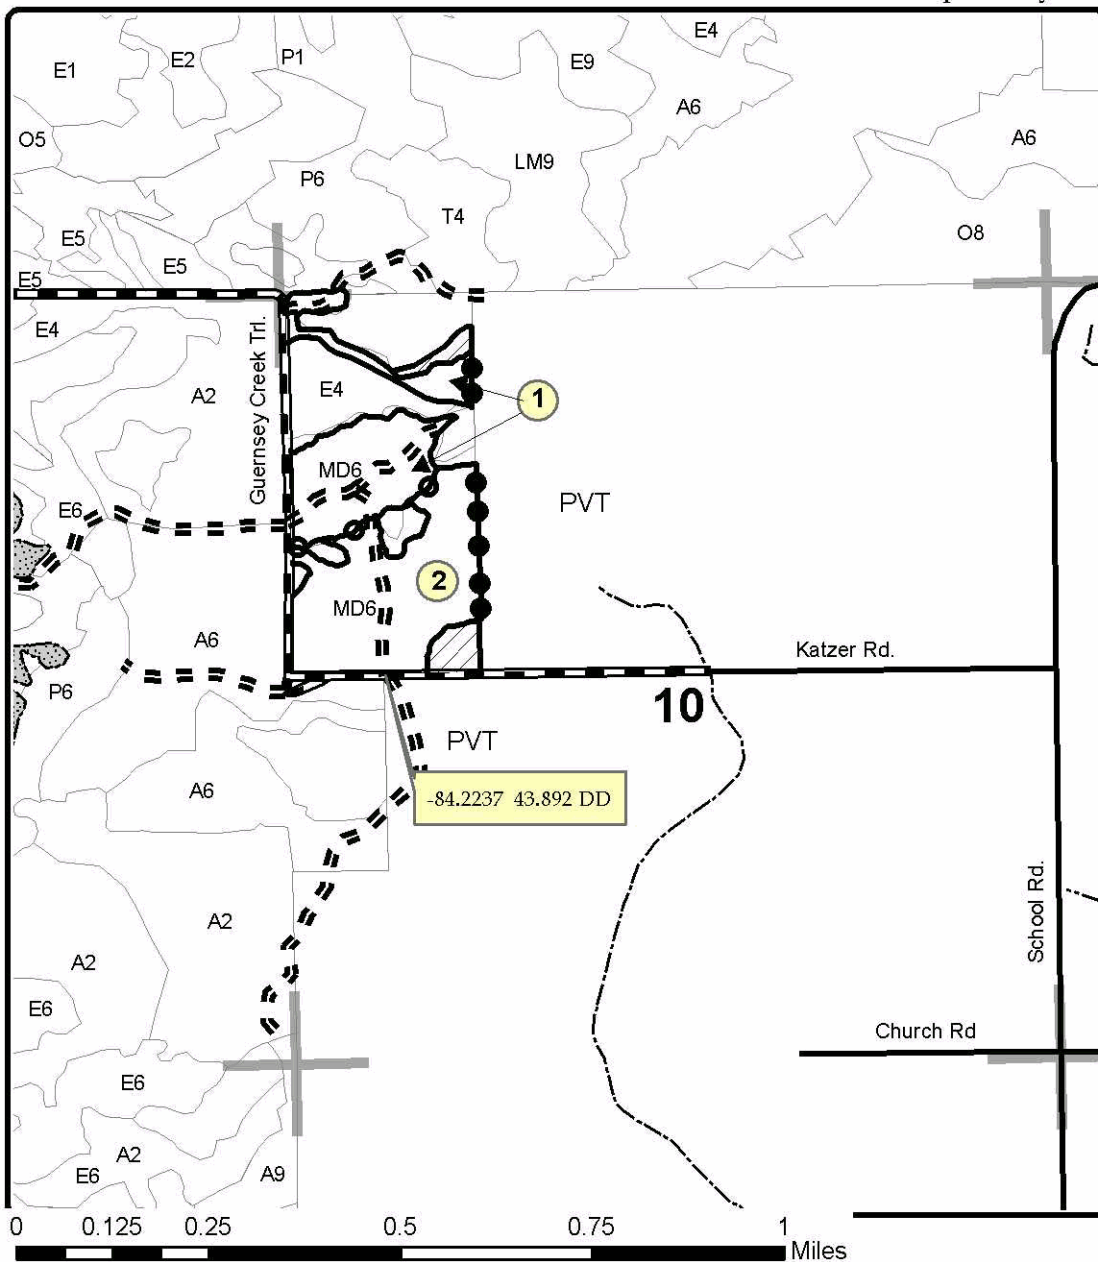 E1
E2
P1
E9
E4
A6
A6
O5
LM9
P6
T4
O8
E5
E5
E5
E4
Guernsey Creek Trl.
A2
E4
1
MD6
PVT
E6
2
MD6
A6
Katzer Rd.
P6
10
PVT
A6
-84.2237 43.892 DD
A2
A2
School Rd.
E6
Church Rd
E6
A2
E6
A9
0 0.125 0.25 0.5 0.75 1
Miles